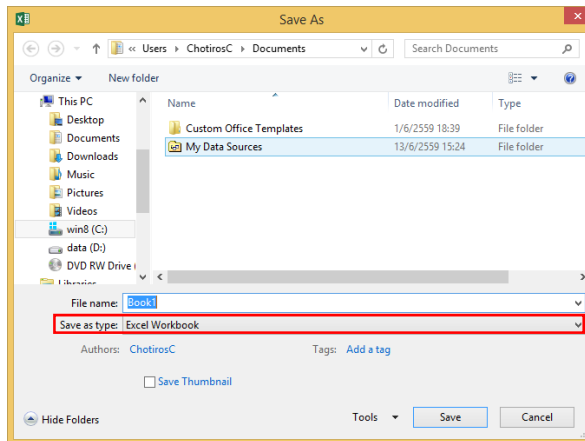 Save As
« Users › ChotirosC › Documents
Search Documents
Organize
New folder
Name
Date modified
Type
This PC
Desktop
Documents
Downloads
Music
Pictures
Videos
win8 (C:)
data (D:)
DVD RW Drive (
Libraries
Custom Office Templates 1/6/2559 18:39 File folder
My Data Sources 13/6/2559 15:24 File folder
File name: Book1
Save as type: Excel Workbook
Authors: ChotirosC
Tags: Add a tag
Save Thumbnail
Hide Folders
Tools
Save
Cancel